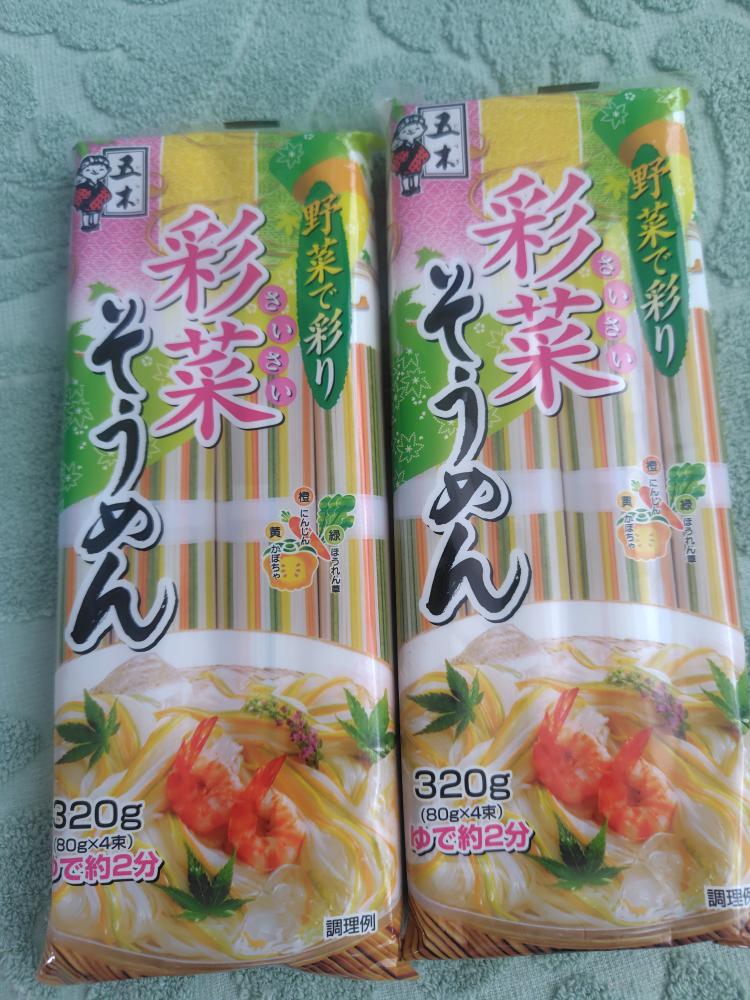 五木
野菜で彩り
彩菜
さいさい
そうめん
橙
にんじん
緑
ほうれん草
黄
かぼちゃ
320g
(80g×4束)
ゆで約2分
調理例
五木
野菜で彩り
彩菜
さいさい
そうめん
橙
にんじん
緑
ほうれん草
黄
かぼちゃ
320g
(80g×4束)
ゆで約2分
調理例